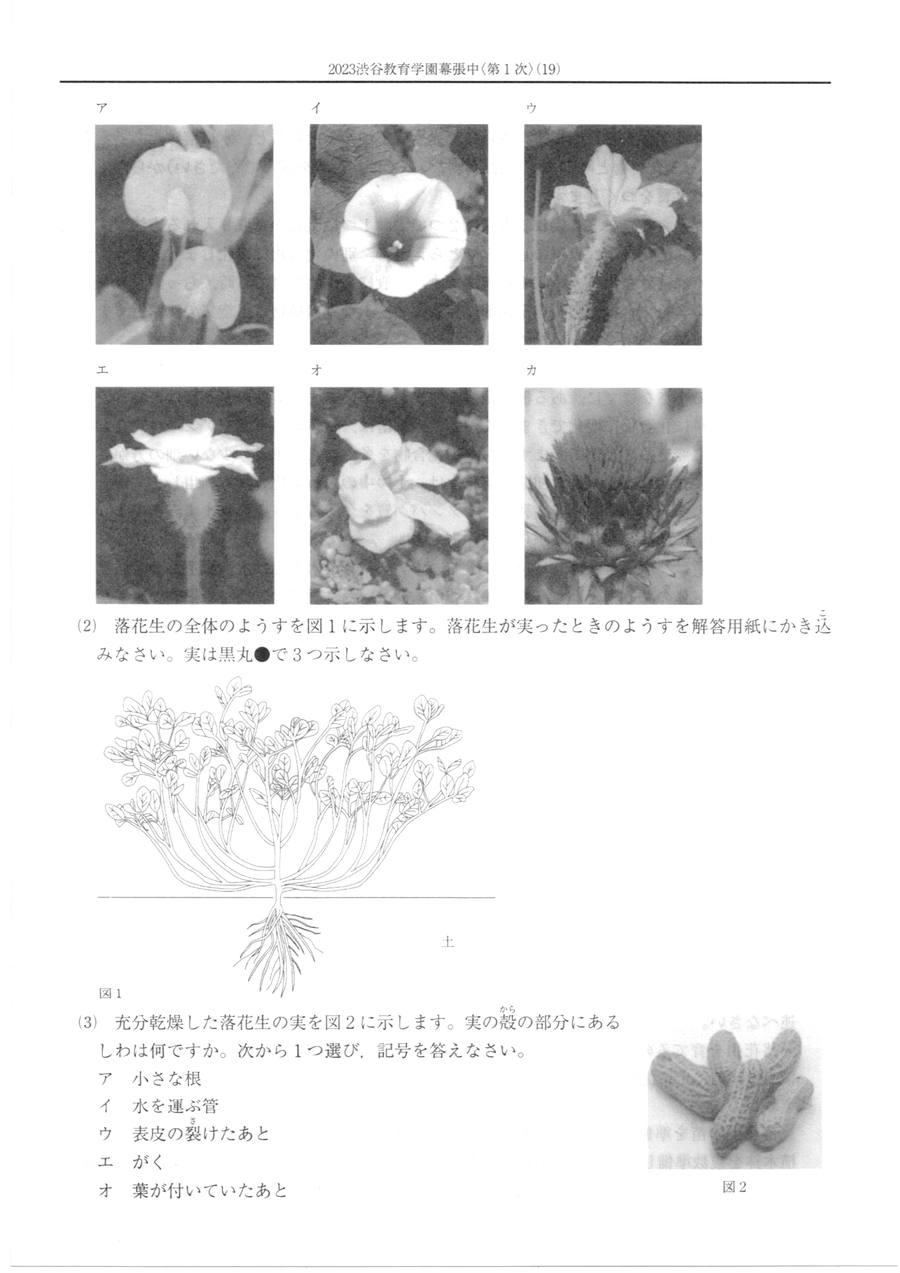 2023渋谷教育学園幕張中〈第1次〉(19)
ア
イ
ウ
エ
オ
カ
(2) 落花生の全体のようすを図1に示します。落花生が実ったときのようすを解答用紙にかき込
こ
みなさい。実は黒丸●で3つ示しなさい。
土
図1
(3) 充分乾燥した落花生の実を図2に示します。実の殻の部分にある
から
しわは何ですか。次から1つ選び，記号を答えなさい。
ア 小さな根
イ 水を運ぶ管
ウ 表皮の裂けたあと
さ
エ がく
オ 葉が付いていたあと
図2